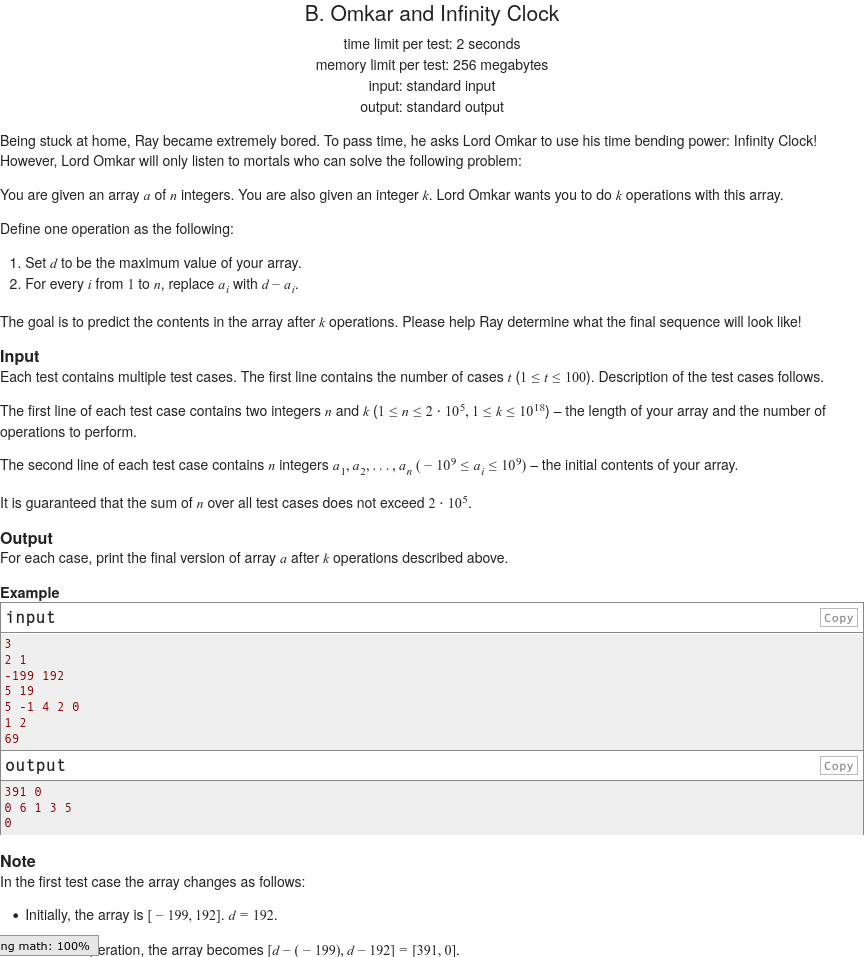 B. Omkar and Infinity Clock
time limit per test: 2 seconds
memory limit per test: 256 megabytes
input: standard input
output: standard output
Being stuck at home, Ray became extremely bored. To pass time, he asks Lord Omkar to use his time bending power: Infinity Clock!
However, Lord Omkar will only listen to mortals who can solve the following problem:
You are given an array a of n integers. You are also given an integer k. Lord Omkar wants you to do k operations with this array.
Define one operation as the following:
1. Set d to be the maximum value of your array.
2. For every i from 1 to n, replace a_i with d − a_i.
The goal is to predict the contents in the array after k operations. Please help Ray determine what the final sequence will look like!
Input
Each test contains multiple test cases. The first line contains the number of cases t (1 ≤ t ≤ 100). Description of the test cases follows.
The first line of each test case contains two integers n and k (1 ≤ n ≤ 2 · 10^5, 1 ≤ k ≤ 10^18) – the length of your array and the number of
operations to perform.
The second line of each test case contains n integers a_1, a_2, . . . , a_n ( − 10^9 ≤ a_i ≤ 10^9) – the initial contents of your array.
It is guaranteed that the sum of n over all test cases does not exceed 2 · 10^5.
Output
For each case, print the final version of array a after k operations described above.
Example
input
Copy
3
2 1
-199 192
5 19
5 -1 4 2 0
1 2
69
output
Copy
391 0
0 6 1 3 5
0
Note
In the first test case the array changes as follows:
• Initially, the array is [ − 199, 192]. d = 192.
ng math: 100%
eration, the array becomes [d − ( − 199), d − 192] = [391, 0].